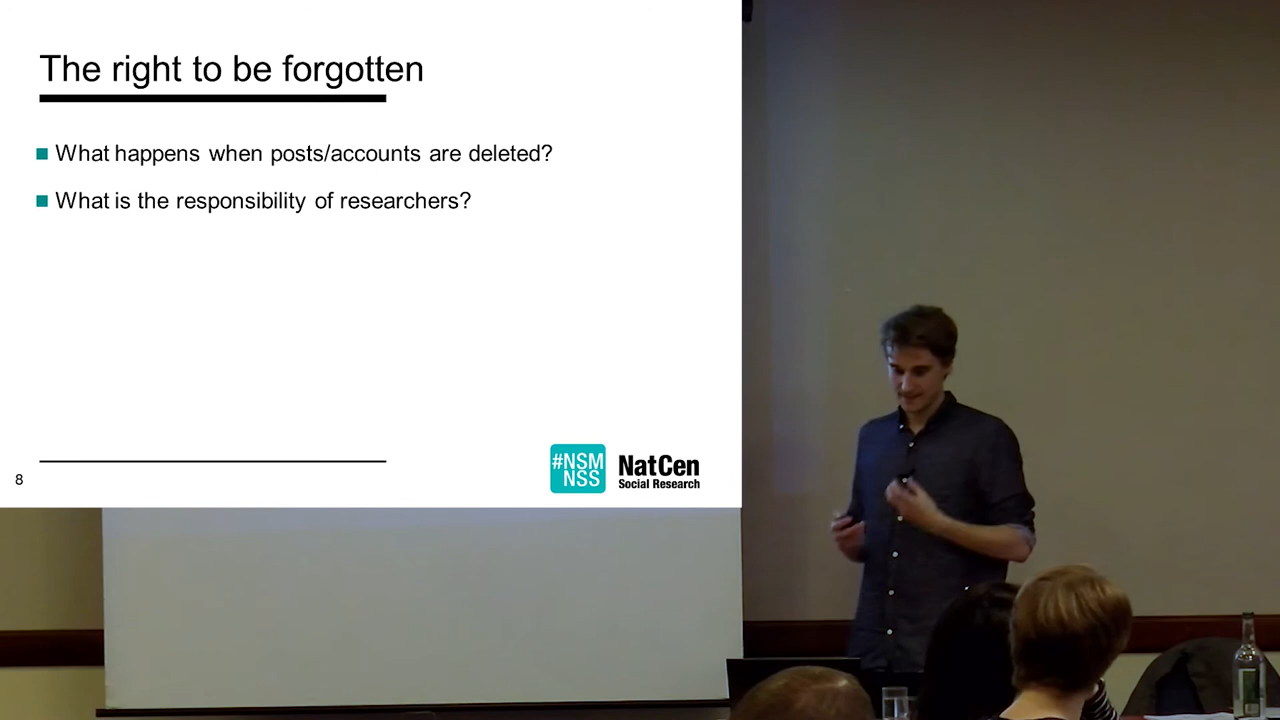 The right to be forgotten
What happens when posts/accounts are deleted?
What is the responsibility of researchers?
8
#NSM
NSS
NatCen
Social Research